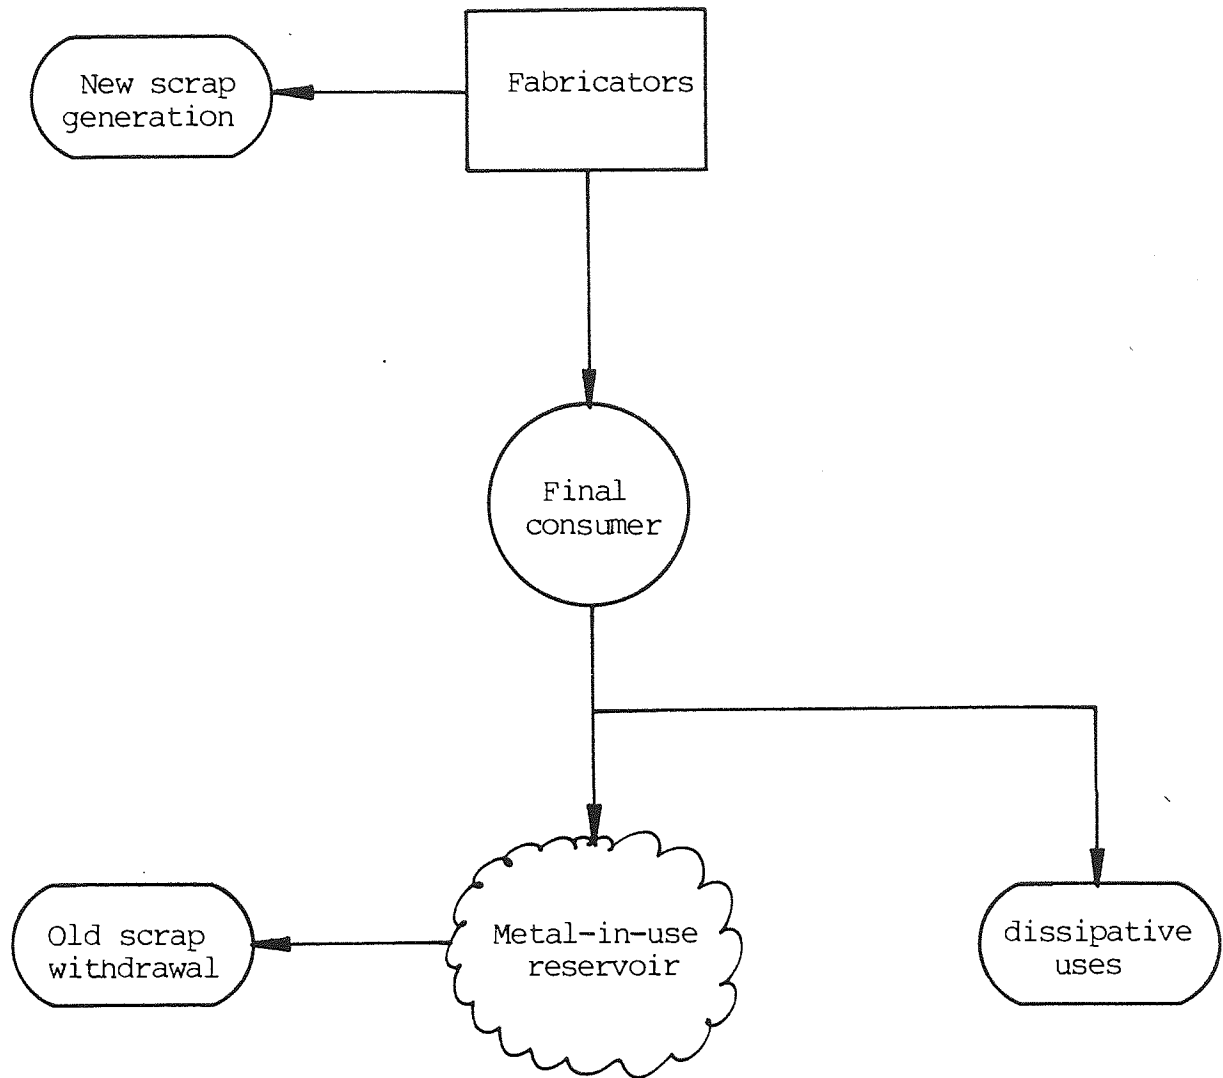 New scrap
generation
Fabricators
Final
consumer
Old scrap
withdrawal
Metal-in-use
reservoir
dissipative
uses